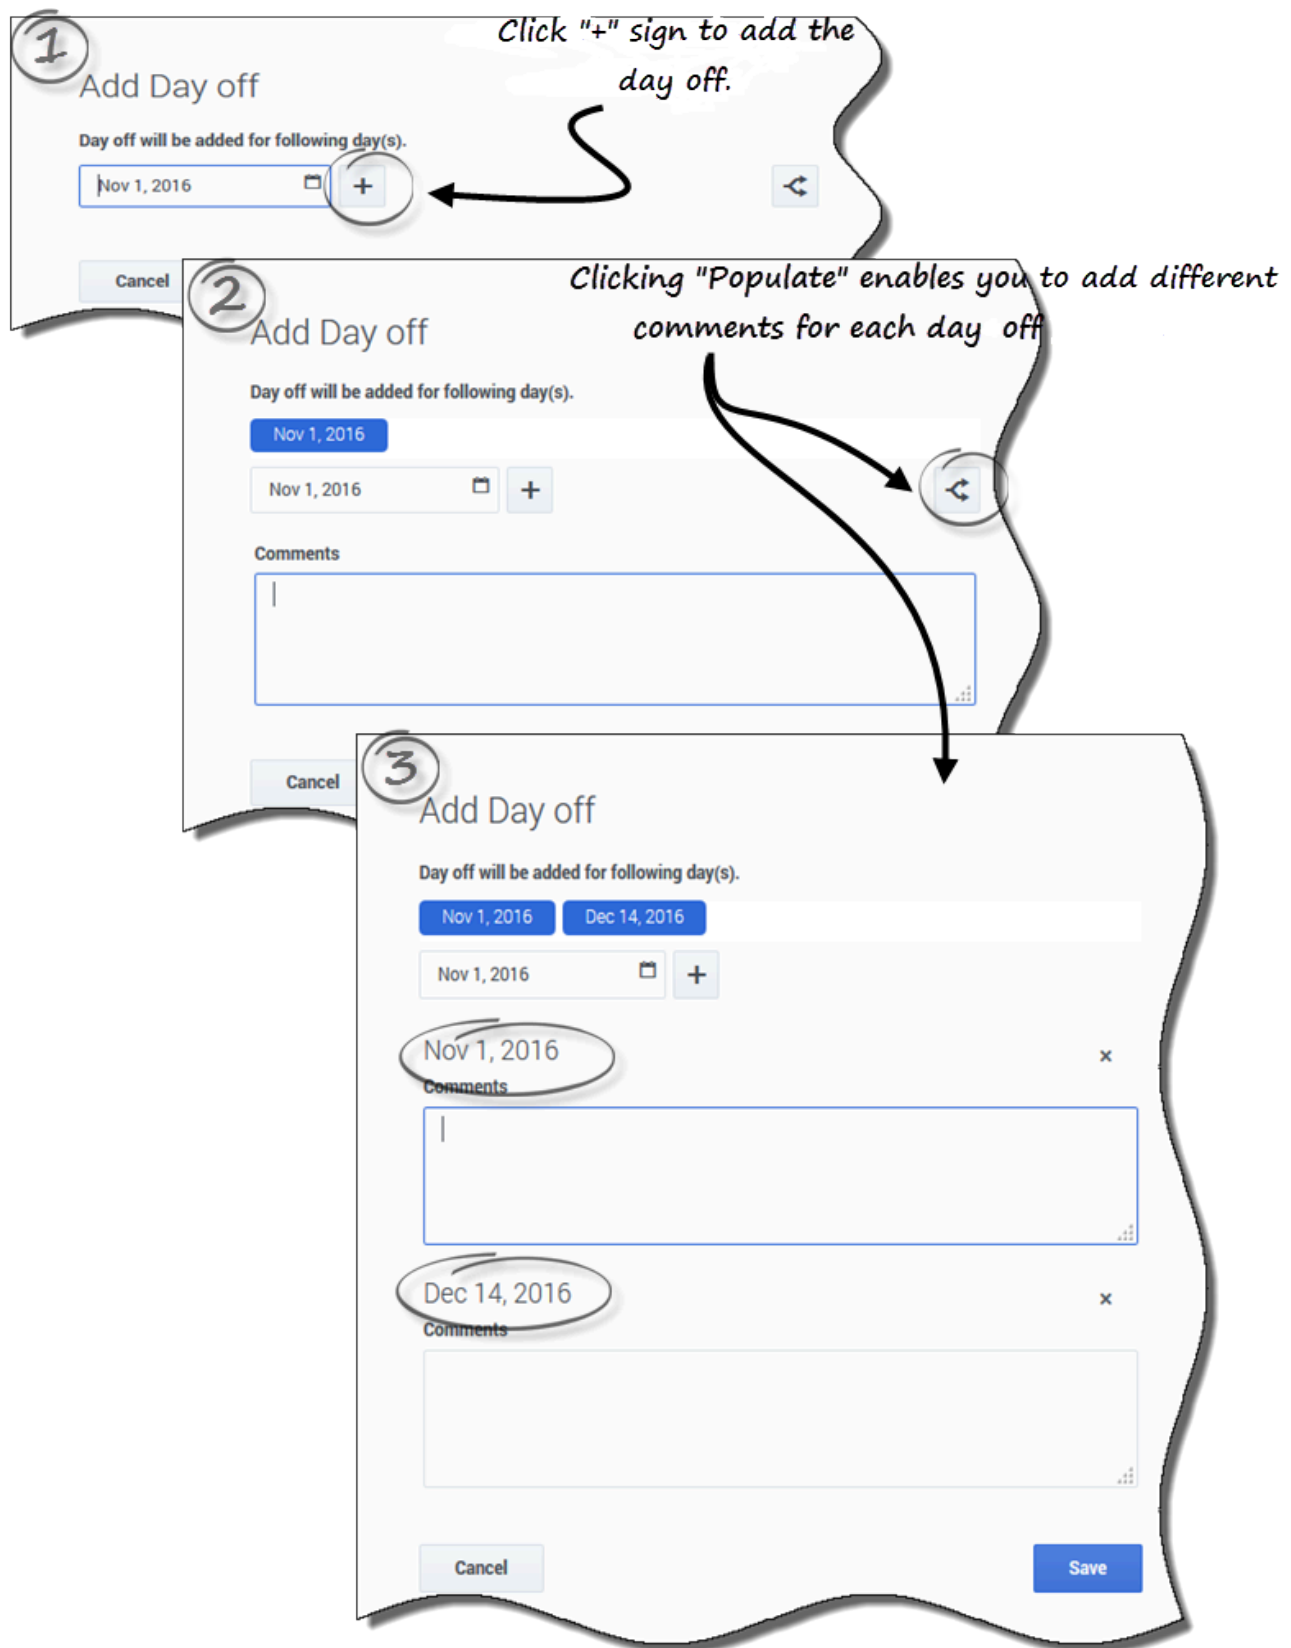 1
Click "+" sign to add the
day off.
Add Day off
Day off will be added for following day(s).
Nov 1, 2016
+
Cancel
2
Clicking "Populate" enables you to add different
comments for each day off
Add Day off
Day off will be added for following day(s).
Nov 1, 2016
Nov 1, 2016
+
Comments
Cancel
3
Add Day off
Day off will be added for following day(s).
Nov 1, 2016 Dec 14, 2016
Nov 1, 2016
+
Nov 1, 2016
×
Comments
Dec 14, 2016
×
Comments
Cancel Save